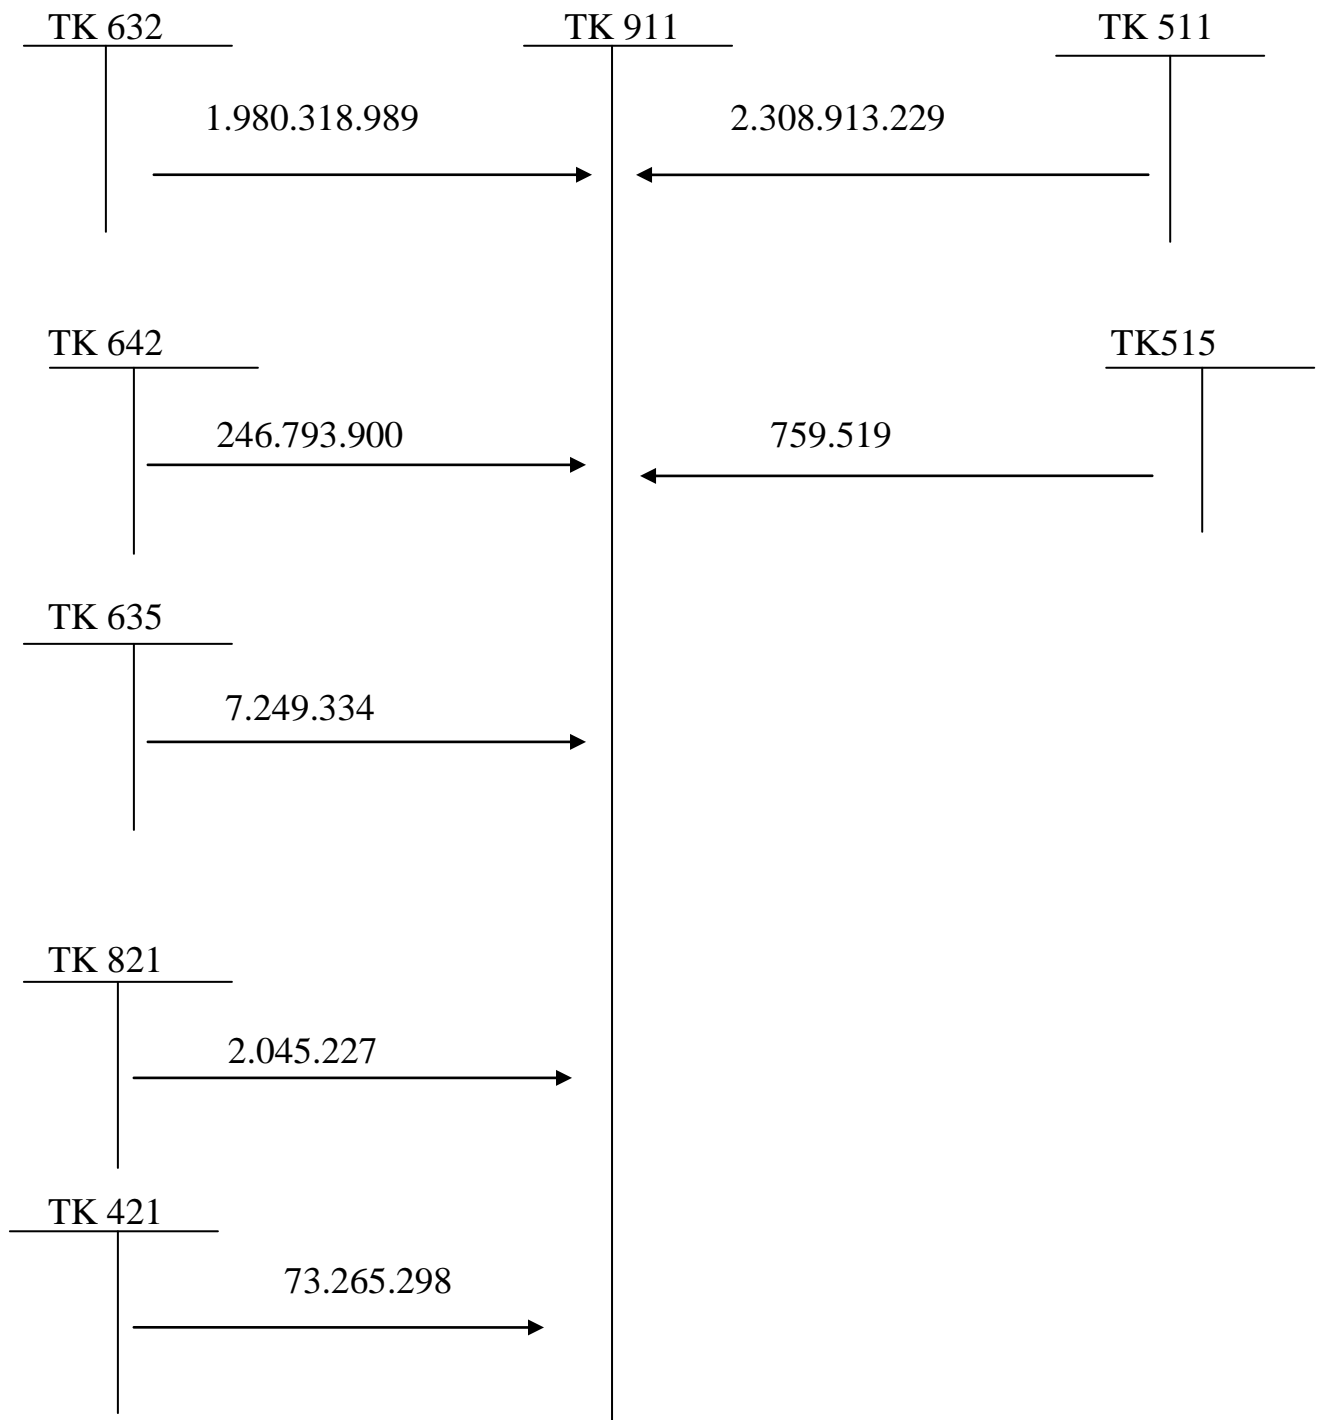 TK 632 TK 911 TK 511
1.980.318.989 2.308.913.229
TK 642 TK515
246.793.900 759.519
TK 635
7.249.334
TK 821
2.045.227
TK 421
73.265.298